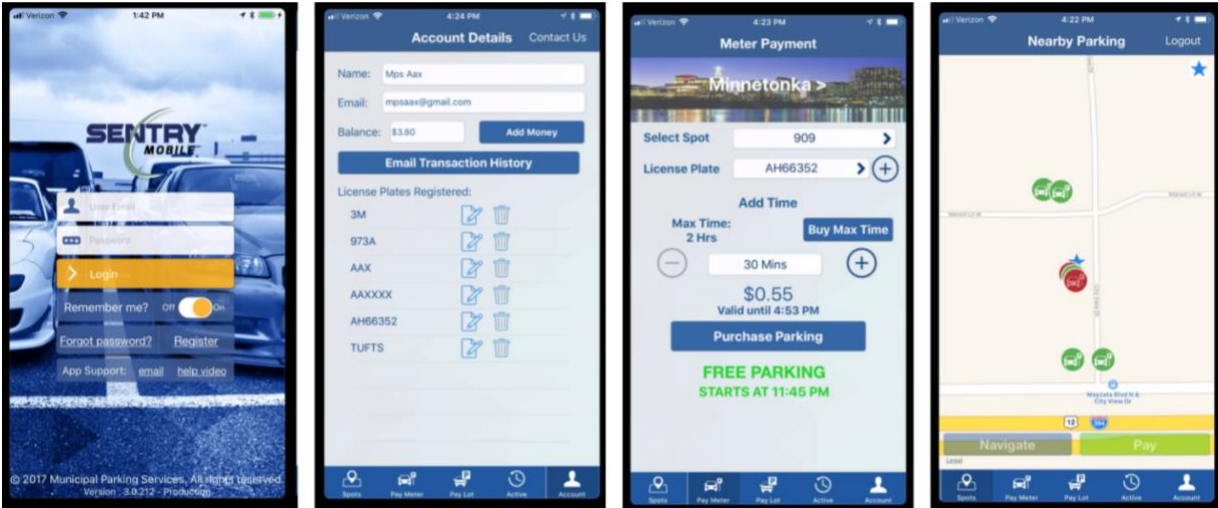 Verizon
1:42 PM
SENTRY
MOBILE
User Email
Password
Login
Remember me?
Off
On
Forgot password?
Register
App Support: email help video
© 2017 Municipal Parking Services, All rights reserved.
Version : 3.0.212 - Production
Verizon
4:24 PM
Account Details
Contact Us
Name: Mps Aax
Email: mpsaax@gmail.com
Balance: $3.80
Add Money
Email Transaction History
License Plates Registered:
3M
973A
AAX
AAXXXX
AH66352
TUFTS
Spots
Pay Meter
Pay Lot
Active
Account
Verizon
4:23 PM
Meter Payment
Minnetonka >
Select Spot 909
License Plate AH66352
Add Time
Max Time:
2 Hrs
Buy Max Time
30 Mins
$0.55
Valid until 4:53 PM
Purchase Parking
FREE PARKING
STARTS AT 11:45 PM
Spots
Pay Meter
Pay Lot
Active
Account
Verizon
4:22 PM
Nearby Parking
Logout
City View Dr
Wayzata Blvd N &
City View Dr
12
394
Navigate
Pay
Legal
Spots
Pay Meter
Pay Lot
Active
Account